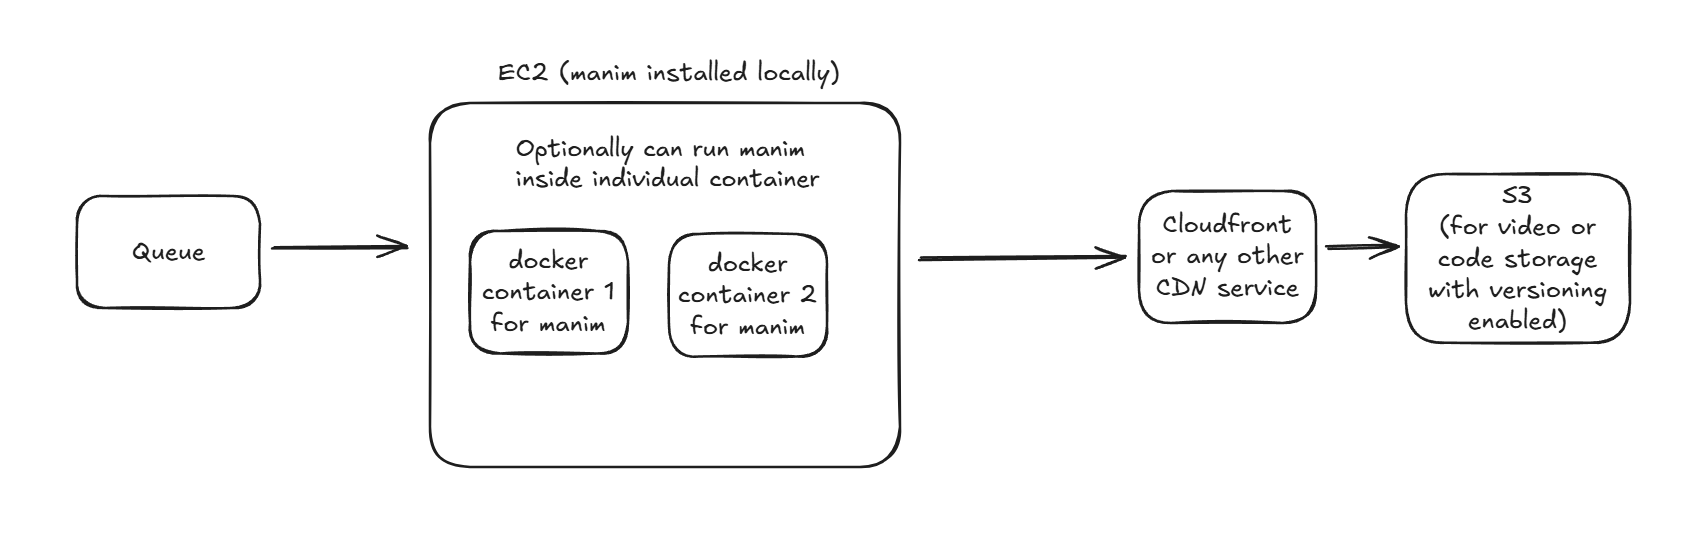 EC2 (manim installed locally)
Optionally can run manim
inside individual container
Queue
docker
container 1
for manim
docker
container 2
for manim
Cloudfront
or any other
CDN service
S3
(for video or
code storage
with versioning
enabled)